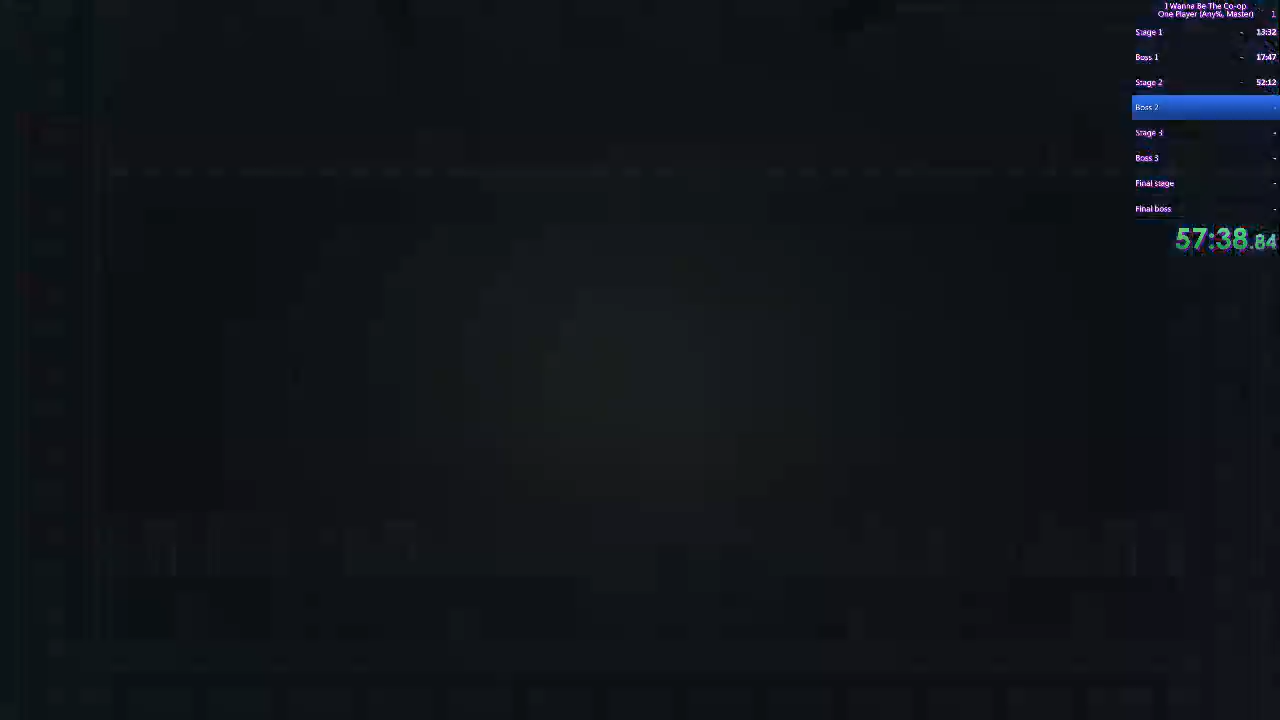 I Wanna Be The Co-op
One Player (Any%, Master) 1
Stage 1 - 13:32
Boss 1 - 17:47
Stage 2 - 52:12
Boss 2 -
Stage 3 -
Boss 3 -
Final stage -
Final boss -
57:38.84